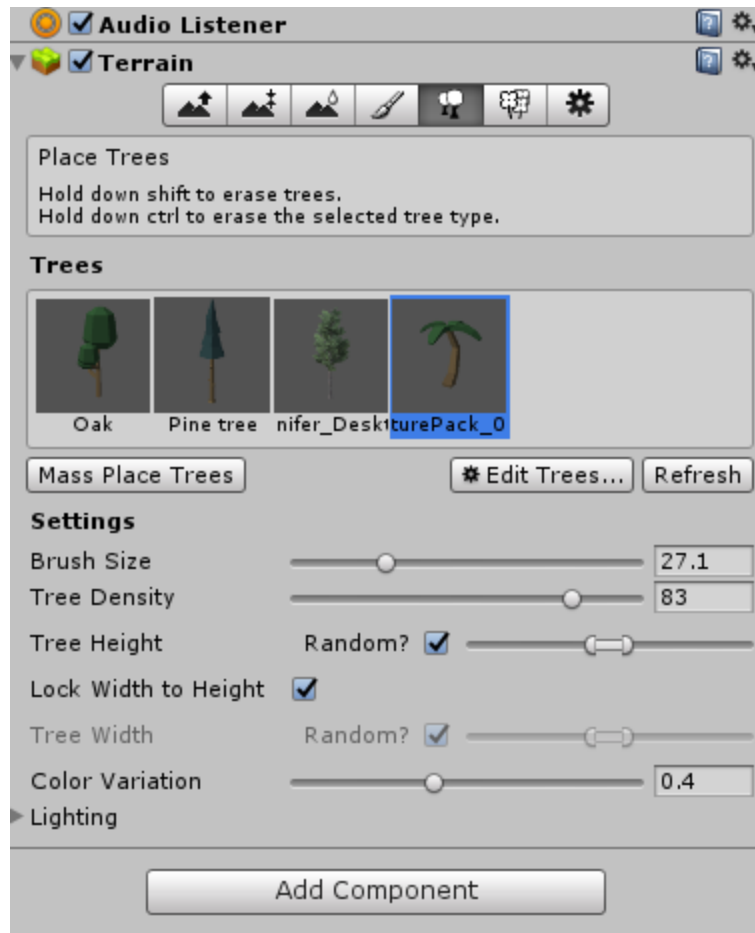 Audio Listener
Terrain
Place Trees
Hold down shift to erase trees.
Hold down ctrl to erase the selected tree type.
Trees
Oak Pine tree nifer_Deskt turePack_0
Mass Place Trees Edit Trees... Refresh
Settings
Brush Size 27.1
Tree Density 83
Tree Height Random?
Lock Width to Height
Tree Width Random?
Color Variation 0.4
Lighting
Add Component